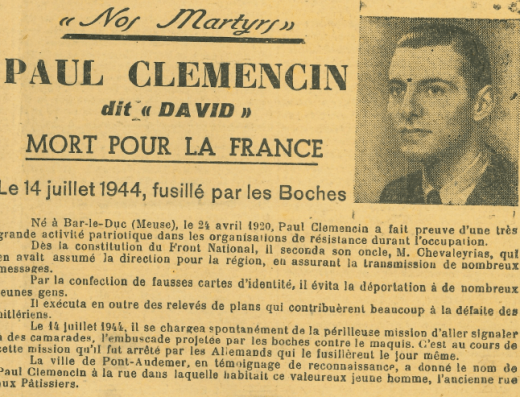 « Nos Martyrs »
PAUL CLEMENCIN
dit « DAVID »
MORT POUR LA FRANCE
Le 14 juillet 1944, fusillé par les Boches
Né à Bar-le-Duc (Meuse), le 24 avril 1920, Paul Clemencin a fait preuve d'une très
grande activité patriotique dans les organisations de résistance durant l'occupation.
Dès la constitution du Front National, il seconda son oncle, M. Chevaleyrias, qui
en avait assumé la direction pour la région, en assurant la transmission de nombreux
messages.
Par la confection de fausses cartes d'identité, il évita la déportation à de nombreux
jeunes gens.
Il exécuta en outre des relevés de plans qui contribuèrent beaucoup à la défaite des
hitlériens.
Le 14 juillet 1944, il se chargea spontanément de la périlleuse mission d'aller signaler
à des camarades, l'embuscade projetée par les boches contre le maquis. C'est au cours de
cette mission qu'il fut arrêté par les Allemands qui le fusillèrent le jour même.
La ville de Pont-Audemer, en témoignage de reconnaissance, a donné le nom de
Paul Clemencin à la rue dans laquelle habitait ce valeureux jeune homme, l'ancienne rue
aux Pâtissiers.